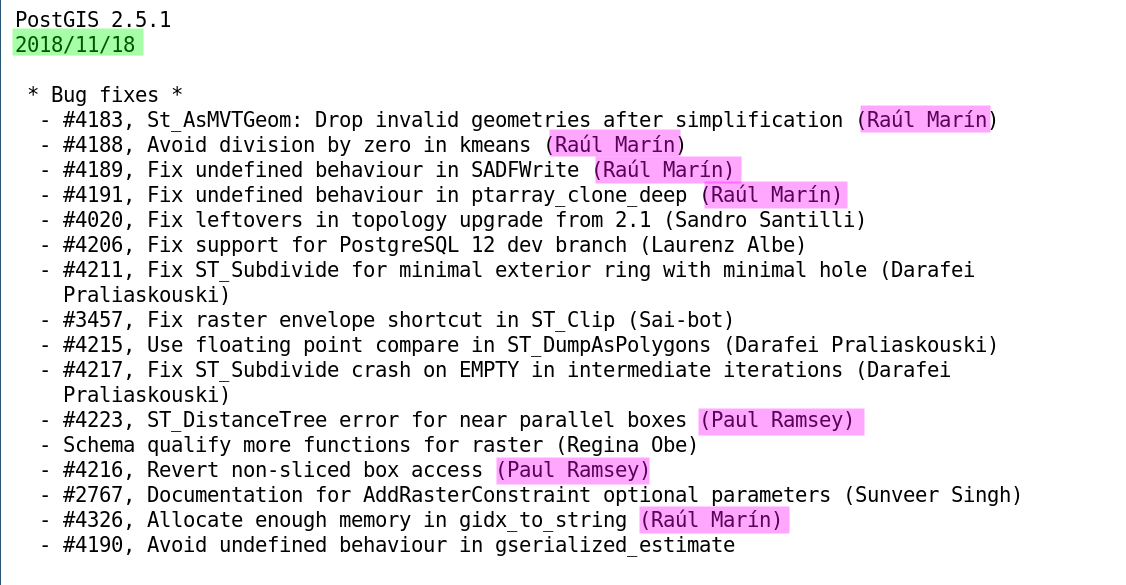 PostGIS 2.5.1
2018/11/18
* Bug fixes *
- #4183, St_AsMVTGeom: Drop invalid geometries after simplification (Raúl Marín)
- #4188, Avoid division by zero in kmeans (Raúl Marín)
- #4189, Fix undefined behaviour in SADFWrite (Raúl Marín)
- #4191, Fix undefined behaviour in ptarray_clone_deep (Raúl Marín)
- #4020, Fix leftovers in topology upgrade from 2.1 (Sandro Santilli)
- #4206, Fix support for PostgreSQL 12 dev branch (Laurenz Albe)
- #4211, Fix ST_Subdivide for minimal exterior ring with minimal hole (Darafei
Praliaskouski)
- #3457, Fix raster envelope shortcut in ST_Clip (Sai-bot)
- #4215, Use floating point compare in ST_DumpAsPolygons (Darafei Praliaskouski)
- #4217, Fix ST_Subdivide crash on EMPTY in intermediate iterations (Darafei
Praliaskouski)
- #4223, ST_DistanceTree error for near parallel boxes (Paul Ramsey)
- Schema qualify more functions for raster (Regina Obe)
- #4216, Revert non-sliced box access (Paul Ramsey)
- #2767, Documentation for AddRasterConstraint optional parameters (Sunveer Singh)
- #4326, Allocate enough memory in gidx_to_string (Raúl Marín)
- #4190, Avoid undefined behaviour in gserialized_estimate